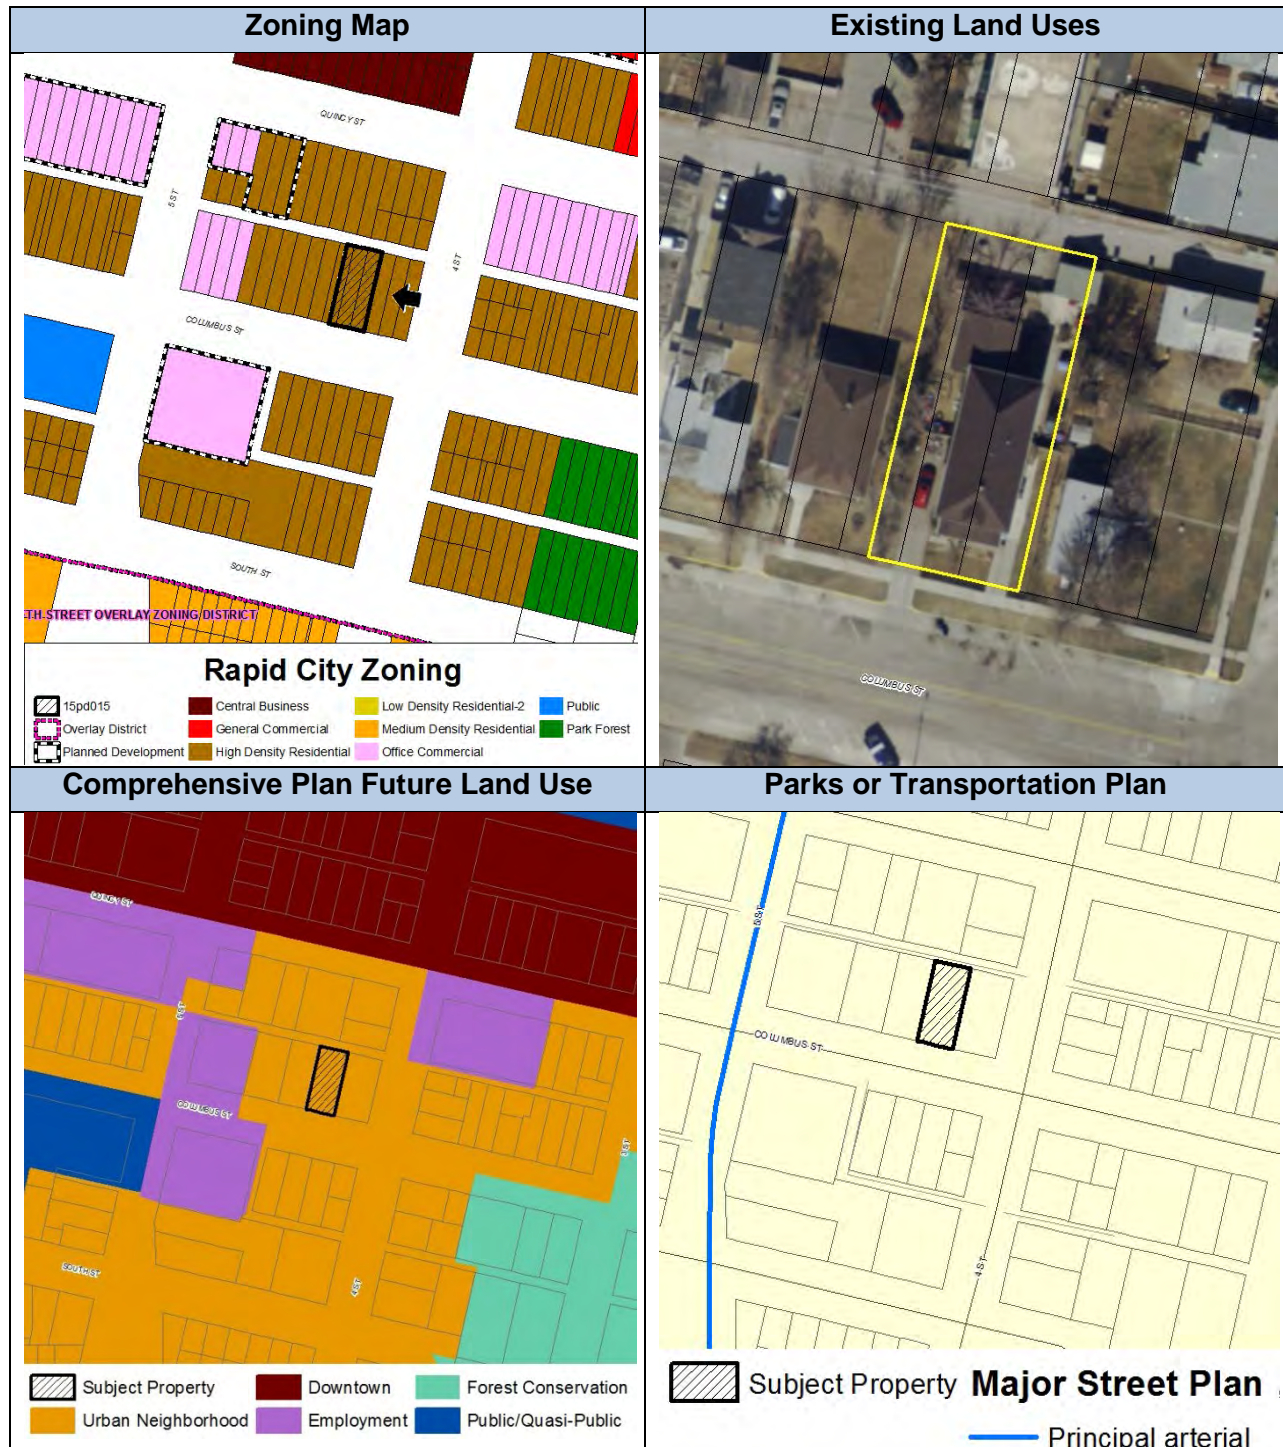 Zoning Map
Existing Land Uses
QUINCY ST
5 ST
4 ST
COLUMBUS ST
SOUTH ST
TH STREET OVERLAY ZONING DISTRICT
Rapid City Zoning
15pd015
Central Business
Low Density Residential-2
Public
Overlay District
General Commercial
Medium Density Residential
Park Forest
Planned Development
High Density Residential
Office Commercial
COLUMBUS ST
Comprehensive Plan Future Land Use
Parks or Transportation Plan
QUINCY ST
5 ST
COLUMBUS ST
3 ST
SOUTH ST
4 ST
Subject Property
Downtown
Forest Conservation
Urban Neighborhood
Employment
Public/Quasi-Public
5 ST
COLUMBUS ST
4 ST
Subject Property
Major Street Plan
Principal arterial